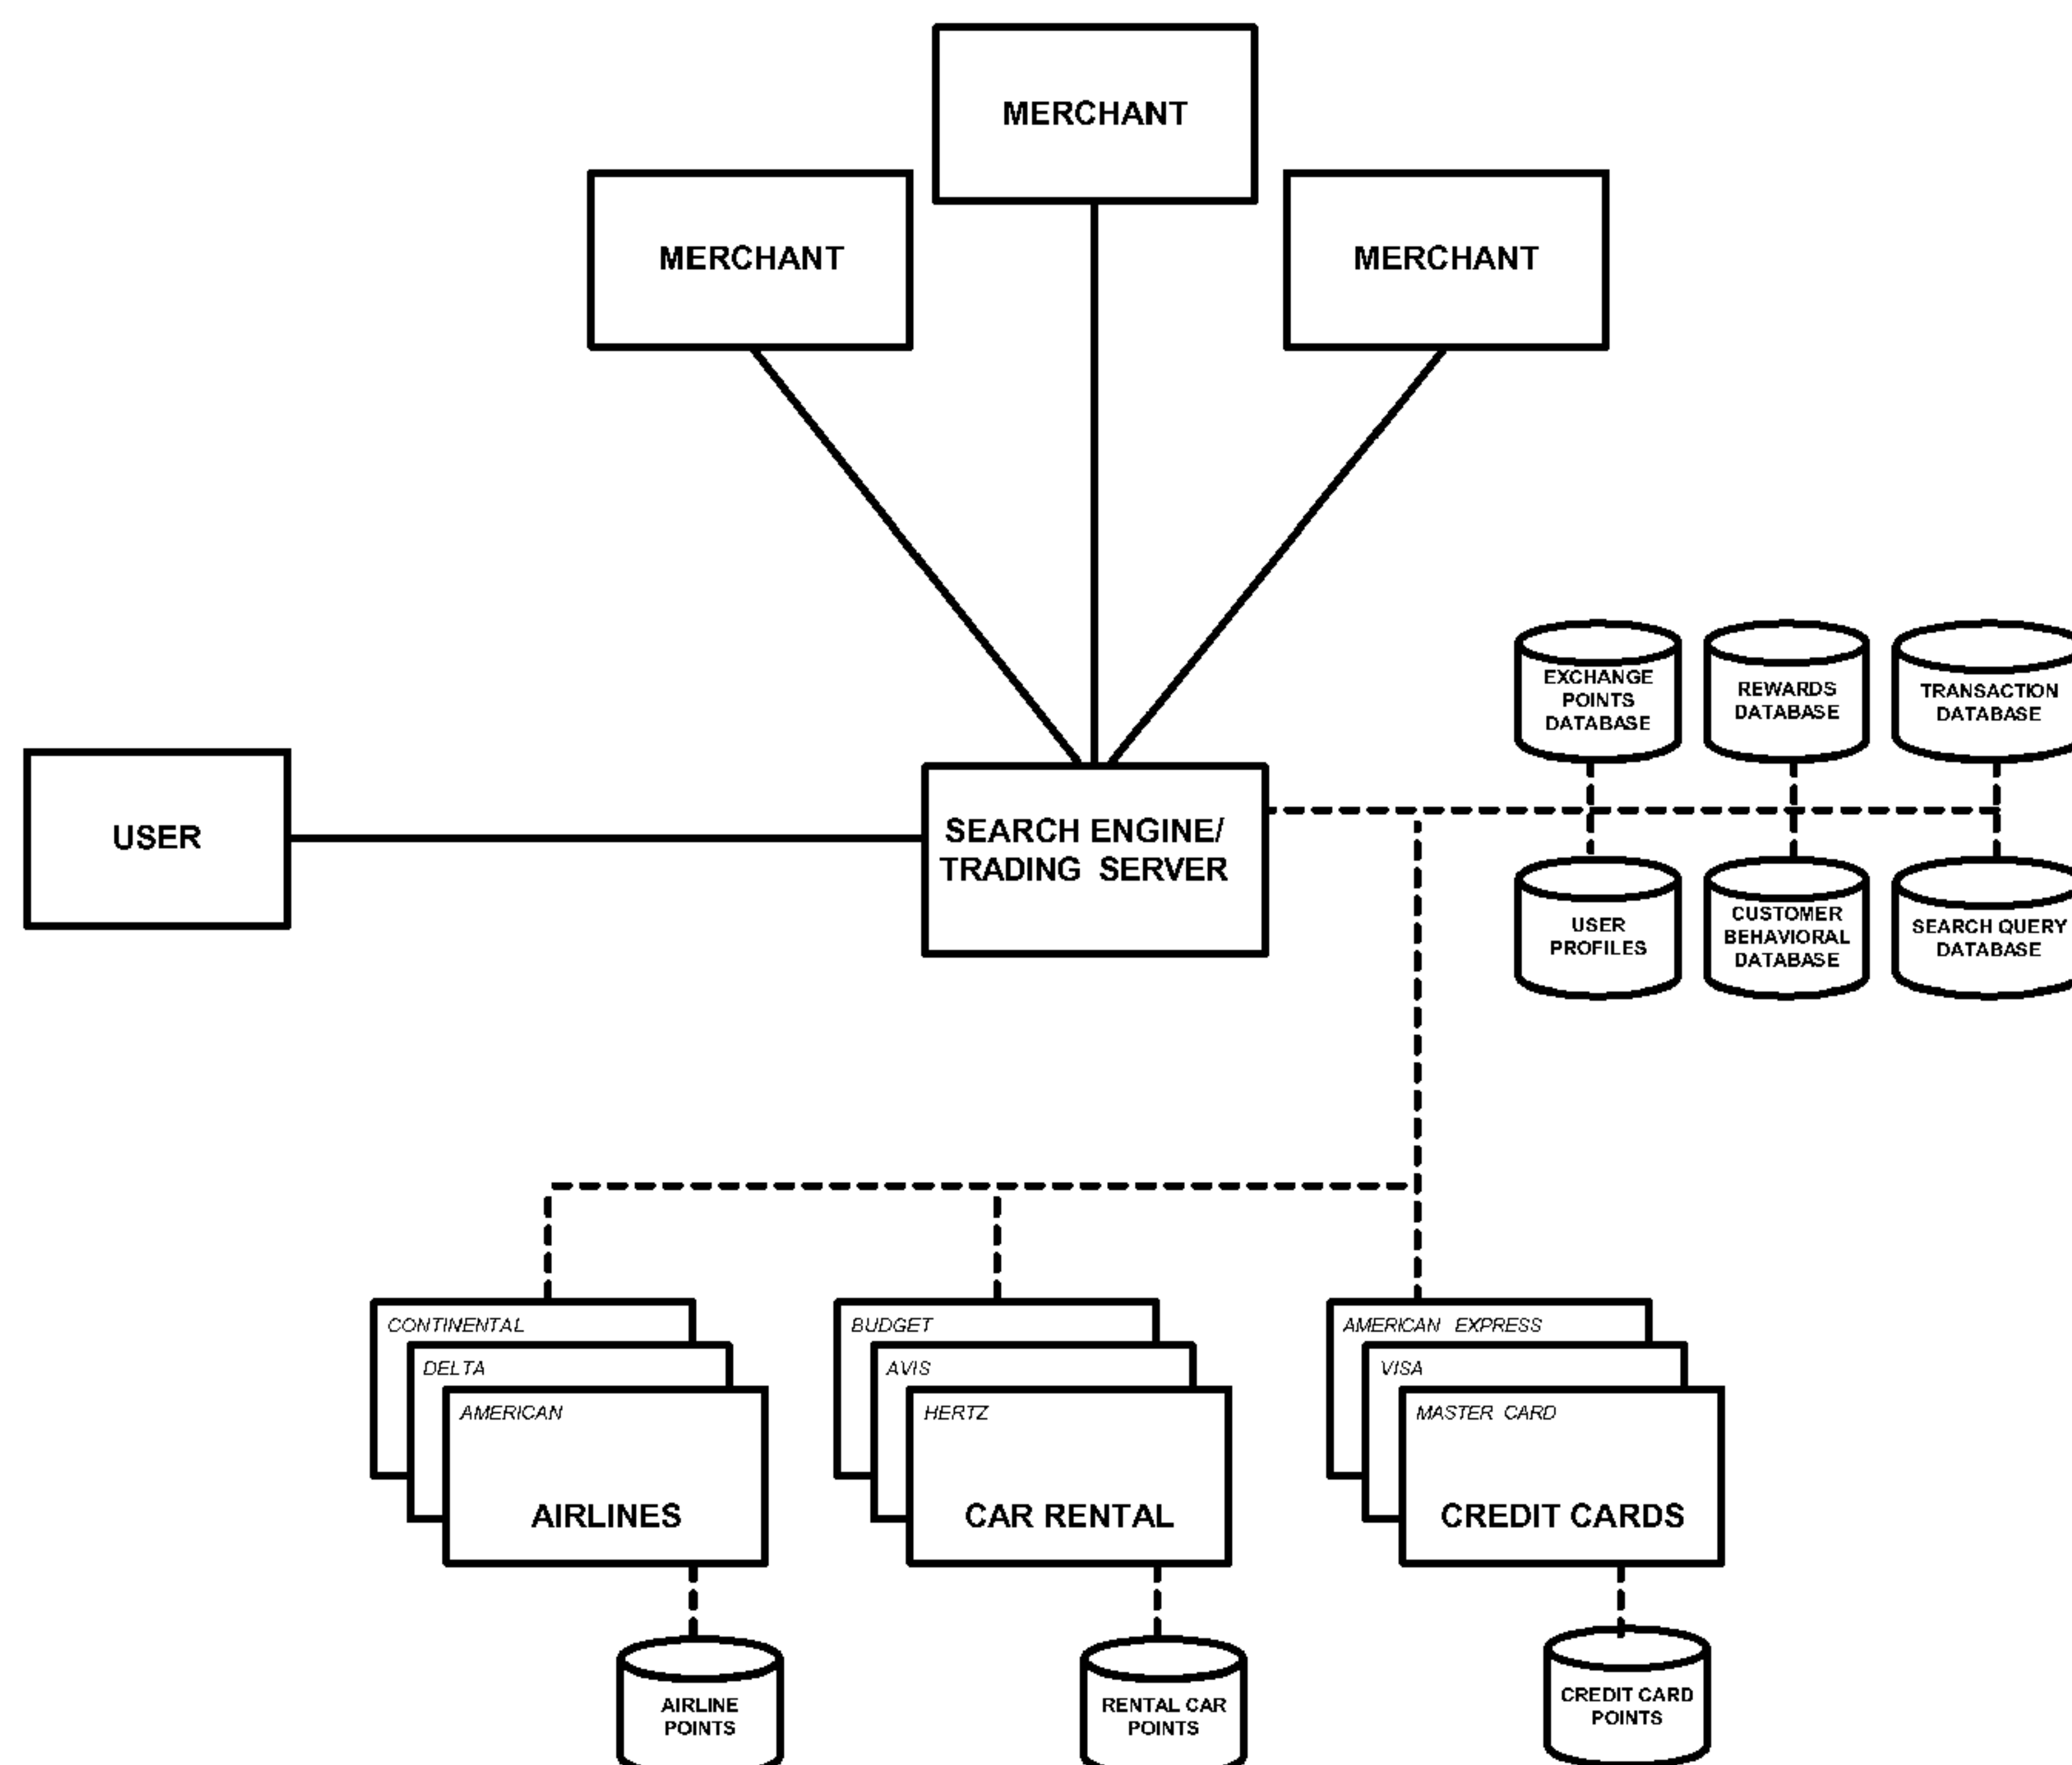 MERCHANT
MERCHANT
MERCHANT
EXCHANGE
POINTS
DATABASE
REWARDS
DATABASE
TRANSACTION
DATABASE
USER
SEARCH ENGINE/
TRADING SERVER
USER
PROFILES
CUSTOMER
BEHAVIORAL
DATABASE
SEARCH QUERY
DATABASE
CONTINENTAL
DELTA
AMERICAN
AIRLINES
BUDGET
AVIS
HERTZ
CAR RENTAL
AMERICAN EXPRESS
VISA
MASTER CARD
CREDIT CARDS
AIRLINE
POINTS
RENTAL CAR
POINTS
CREDIT CARD
POINTS